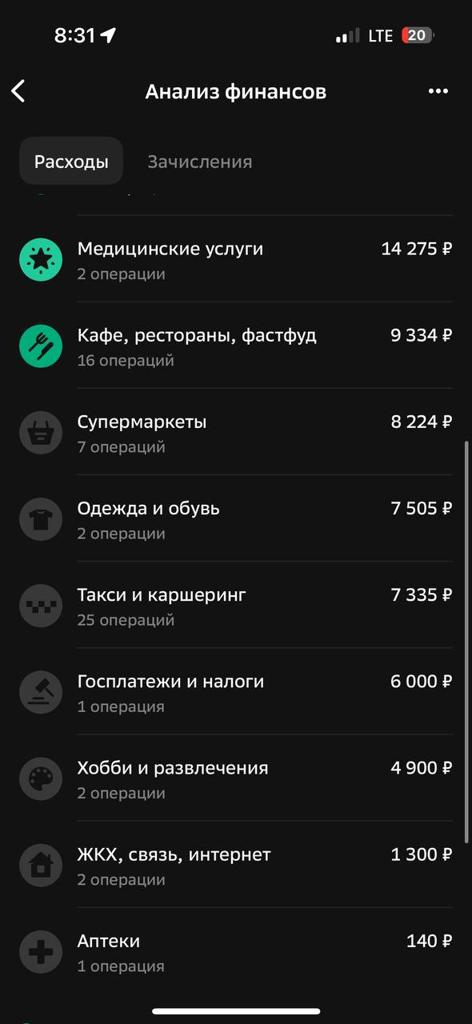 8:31
LTE
20
Анализ финансов
Расходы
Зачисления
Медицинские услуги
14 275 ₽
2 операции
Кафе, рестораны, фастфуд
9 334 ₽
16 операций
Супермаркеты
8 224 ₽
7 операций
Одежда и обувь
7 505 ₽
2 операции
Такси и каршеринг
7 335 ₽
25 операций
Госплатежи и налоги
6 000 ₽
1 операция
Хобби и развлечения
4 900 ₽
2 операции
ЖКХ, связь, интернет
1 300 ₽
2 операции
Аптеки
140 ₽
1 операция